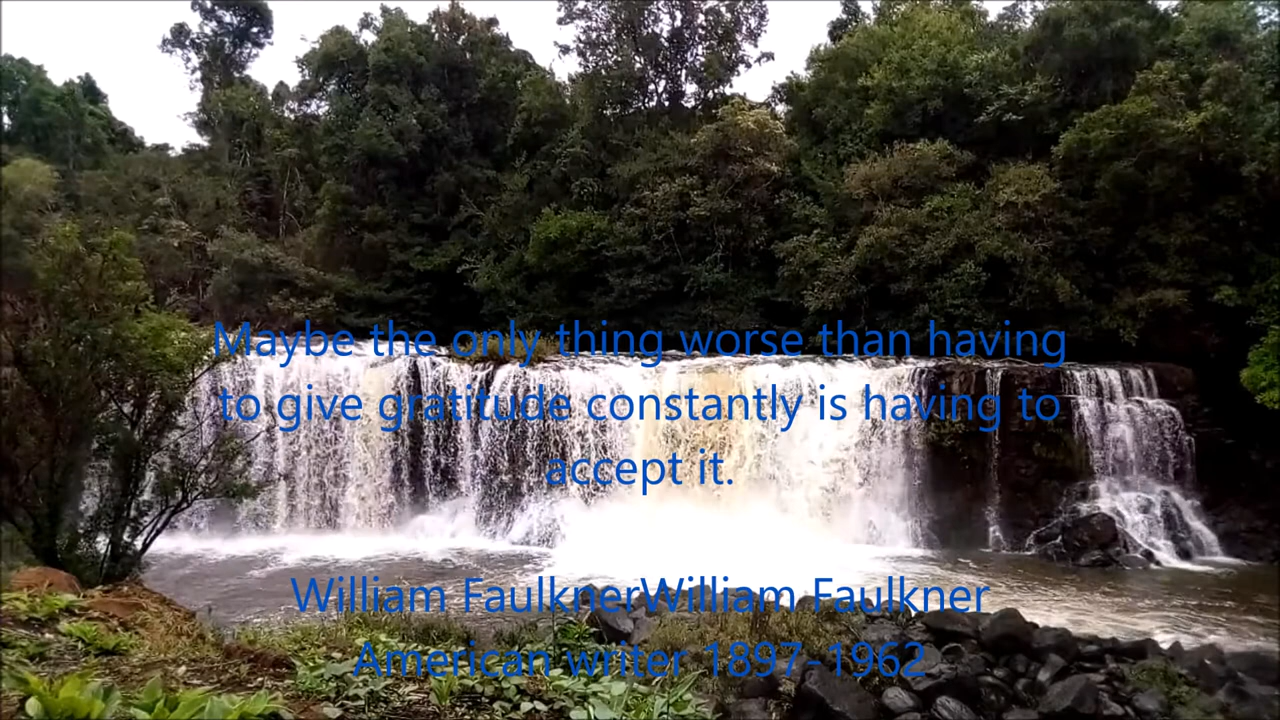 Maybe the only thing worse than having
to give gratitude constantly is having to
accept it.
William FaulknerWilliam Faulkner
American writer 1897-1962